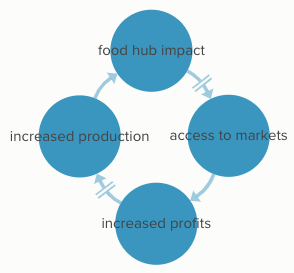 food hub impact
access to markets
increased profits
increased production